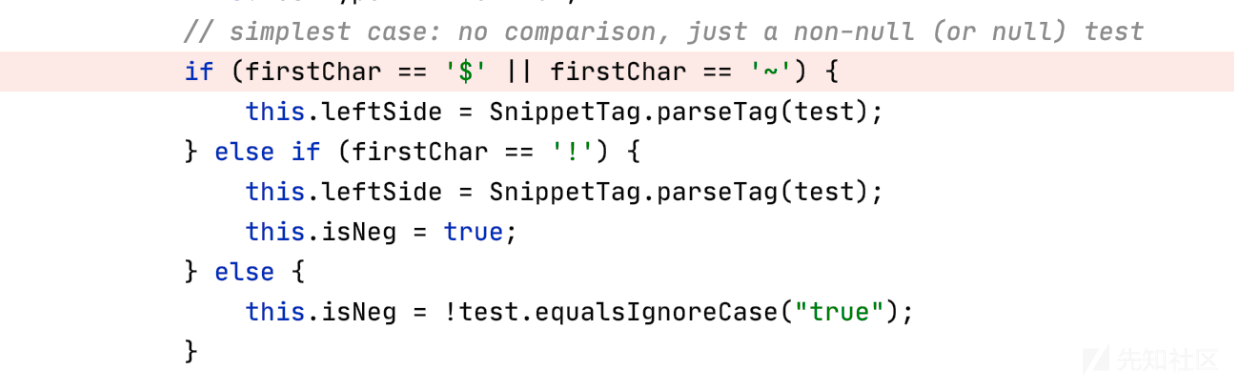 // simplest case: no comparison, just a non-null (or null) test
if (firstChar == '$' || firstChar == '~') {
    this.leftSide = SnippetTag.parseTag(test);
} else if (firstChar == '!') {
    this.leftSide = SnippetTag.parseTag(test);
    this.isNeg = true;
} else {
    this.isNeg = !test.equalsIgnoreCase("true");
}
先知社区